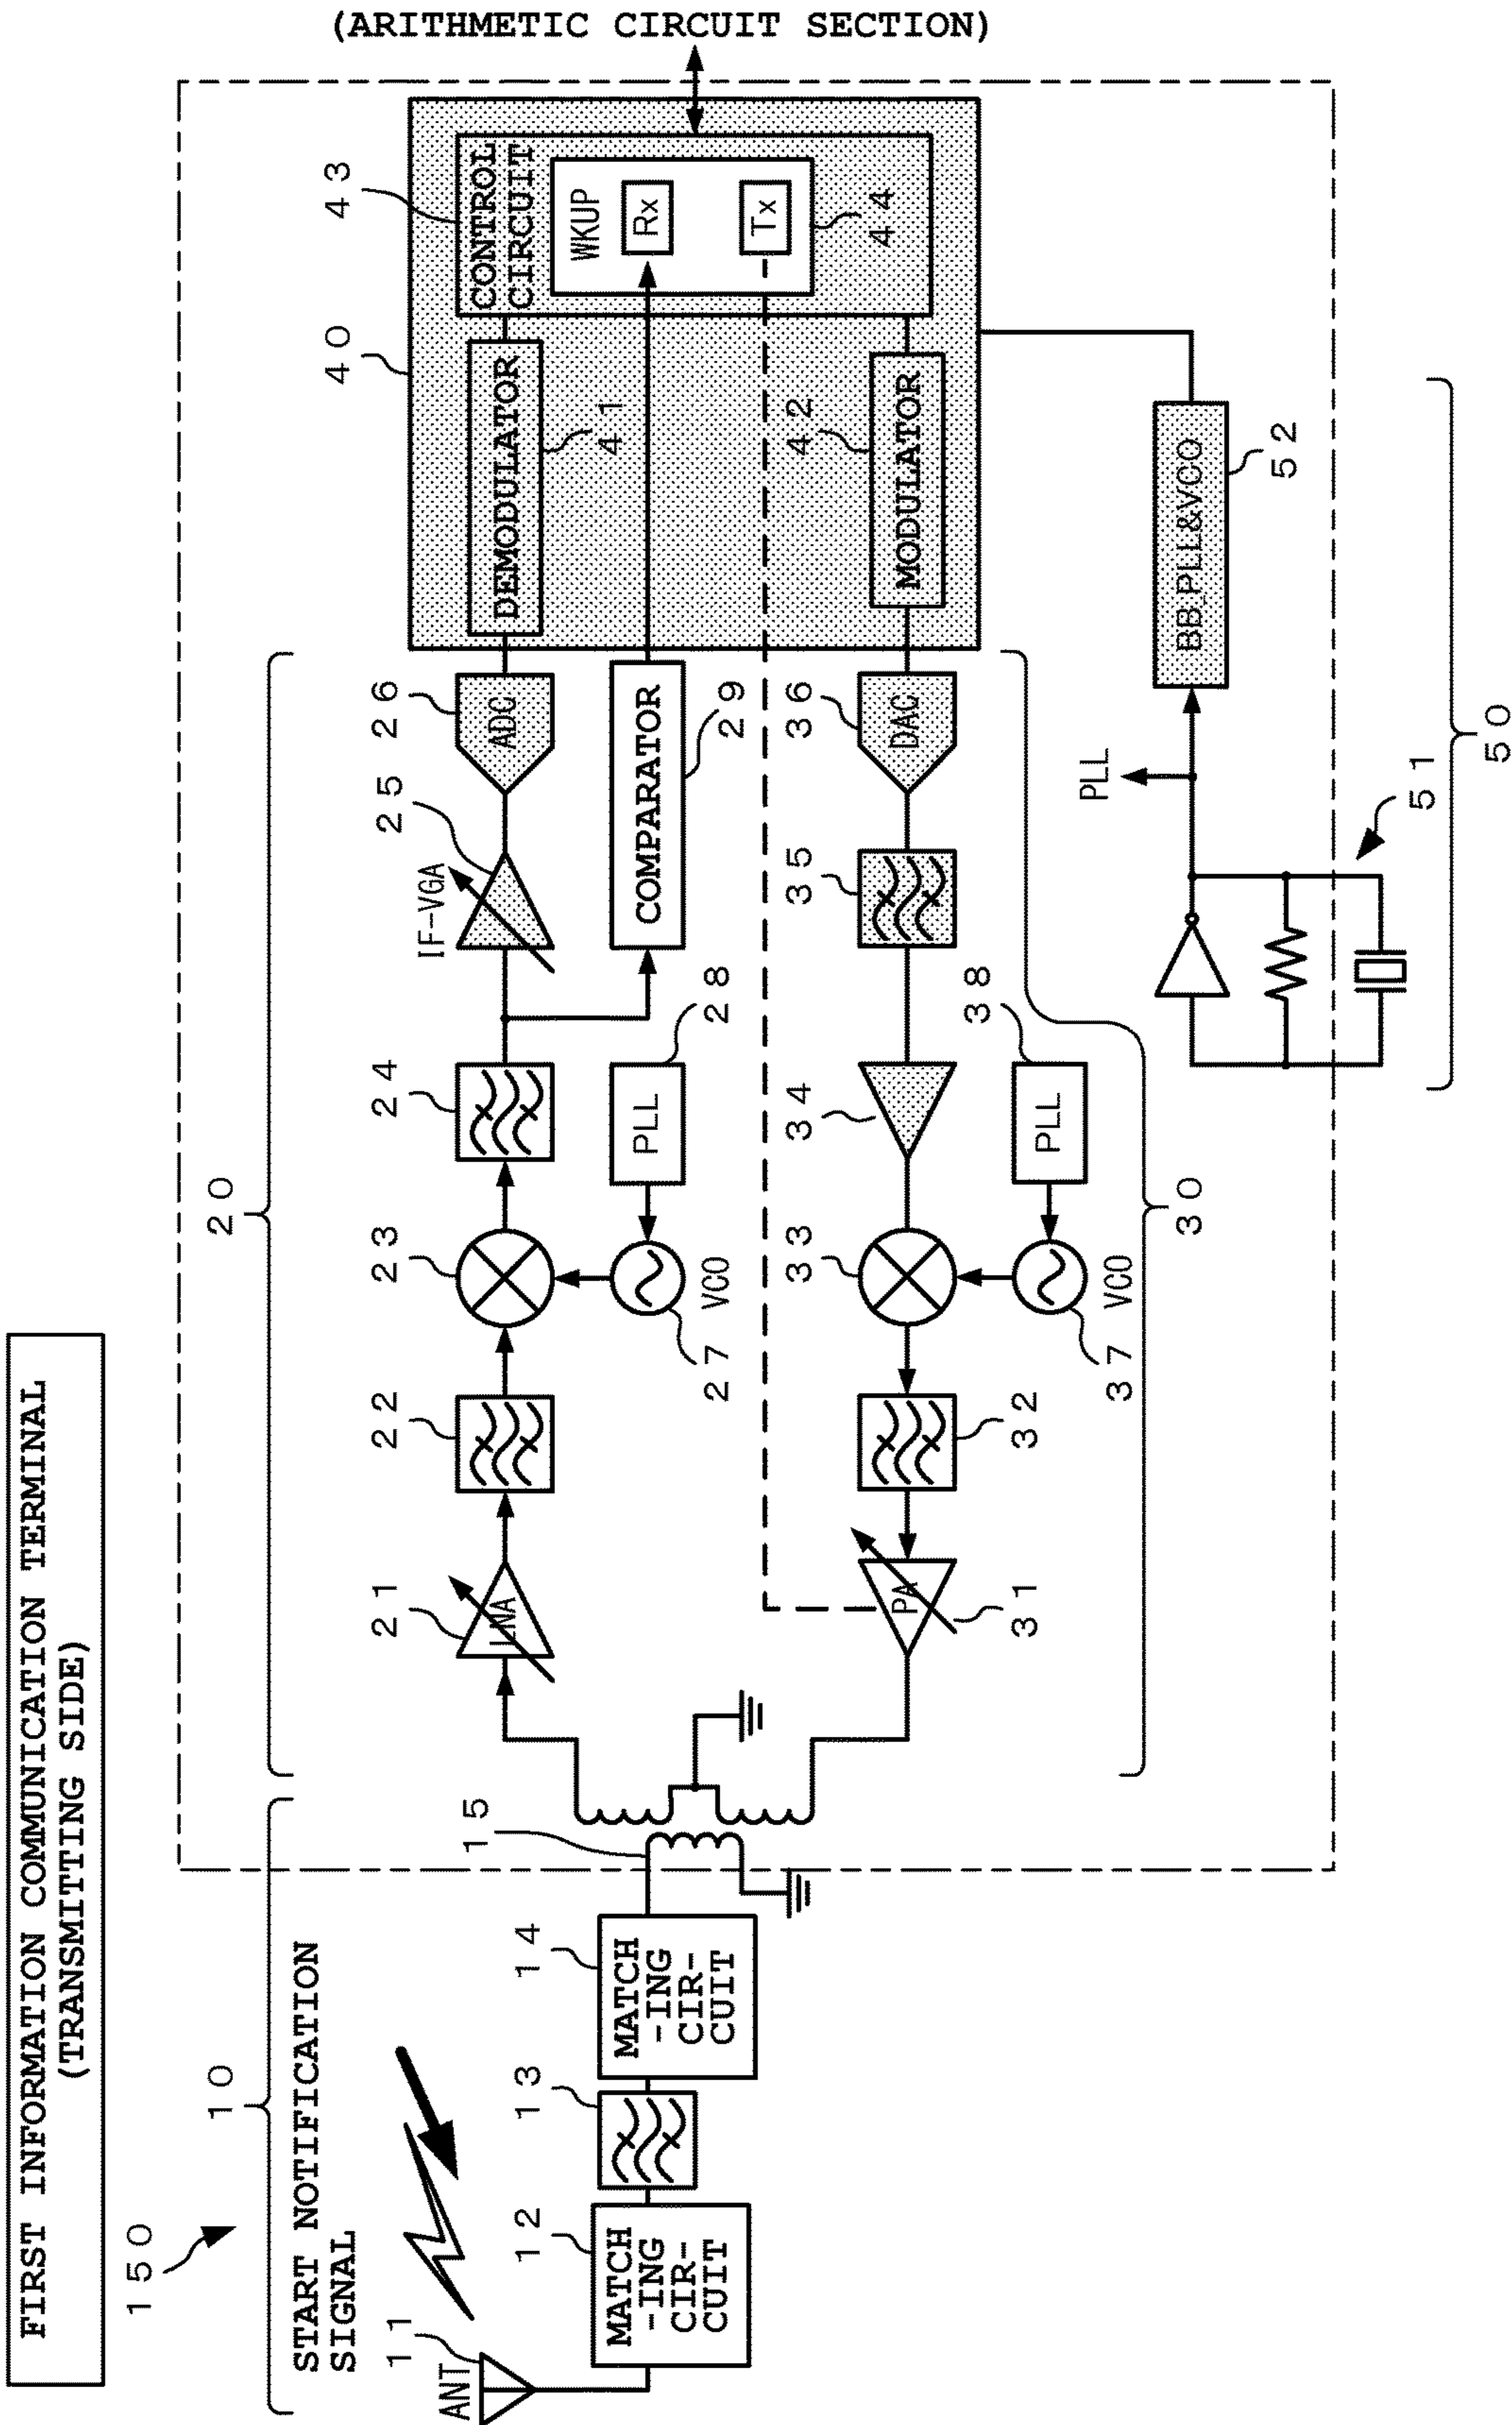 FIRST INFORMATION COMMUNICATION TERMINAL
(TRANSMITTING SIDE)
150
10
20
START NOTIFICATION
SIGNAL
ANT
11
12
MATCH
-ING
CIR-
CUIT
13
14
MATCH
-ING
CIR-
CUIT
15
21
LNA
22
23
24
IF-VGA
25
26
ADC
27
VCO
28
PLL
COMPARATOR
29
40
DEMODULATOR
41
43
CONTROL
CIRCUIT
WKUP
Rx
Tx
44
MODULATOR
42
(ARITHMETIC CIRCUIT SECTION)
PA
31
32
33
34
35
36
DAC
37
VCO
38
PLL
30
PLL
51
BB_PLL&VCO
52
50